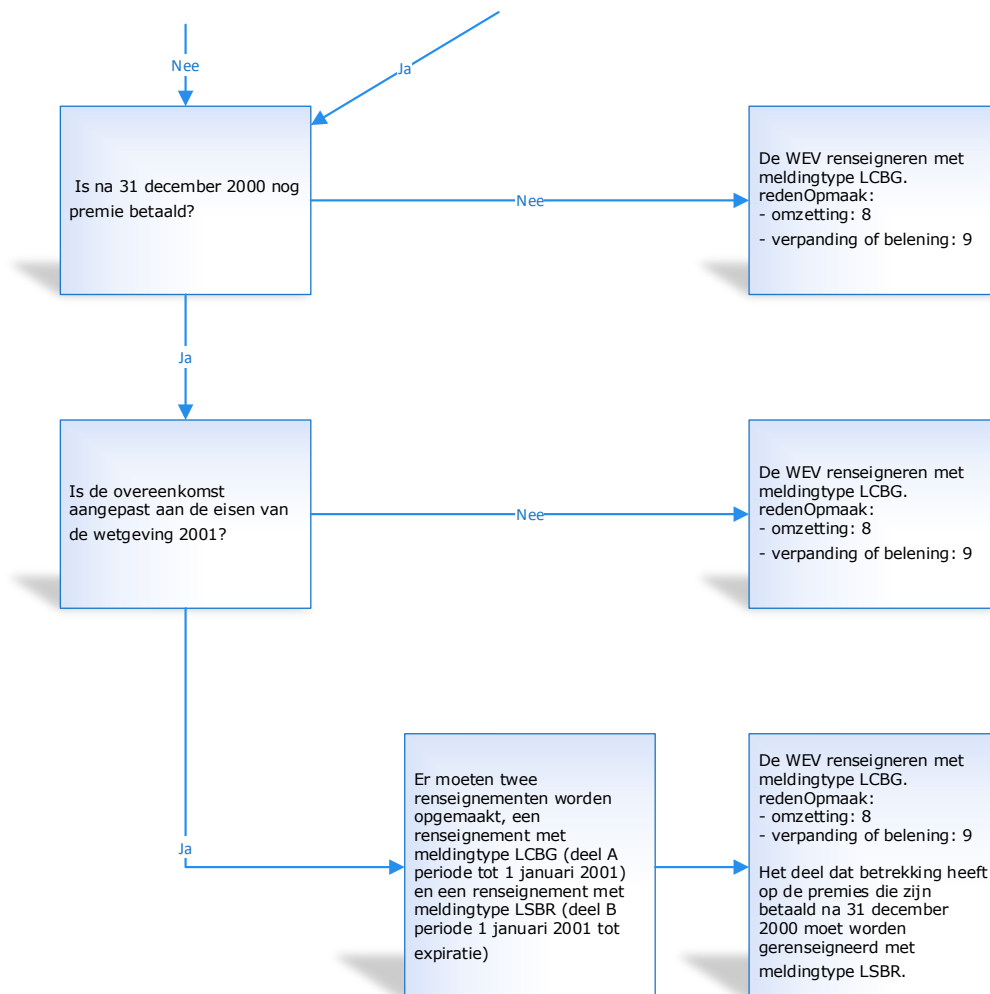 Nee
Ja
Is na 31 december 2000 nog
premie betaald?
Nee
De WEV renseigneren met
meldingtype LCBG.
redenOpmaak:
- omzetting: 8
- verpanding of belening: 9
Ja
Is de overeenkomst
aangepast aan de eisen van
de wetgeving 2001?
Nee
De WEV renseigneren met
meldingtype LCBG.
redenOpmaak:
- omzetting: 8
- verpanding of belening: 9
Ja
Er moeten twee
renseignementen worden
opgemaakt, een
renseignement met
meldingtype LCBG (deel A
periode tot 1 januari 2001)
en een renseignement met
meldingtype LSBR (deel B
periode 1 januari 2001 tot
expiratie)
De WEV renseigneren met
meldingtype LCBG.
redenOpmaak:
- omzetting: 8
- verpanding of belening: 9
Het deel dat betrekking heeft
op de premies die zijn
betaald na 31 december
2000 moet worden
gerenseigneerd met
meldingtype LSBR.